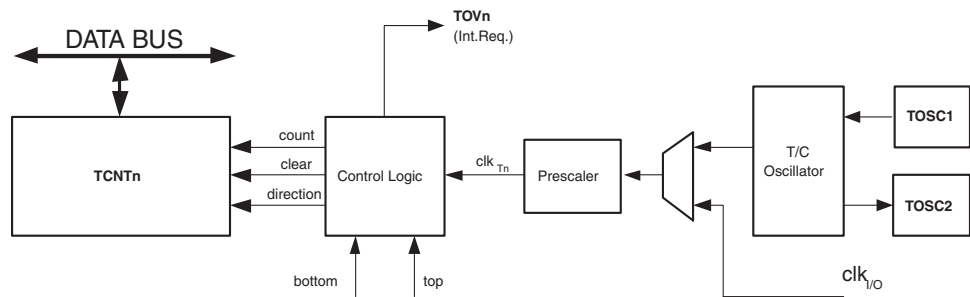 TOVn
(Int.Req.)
DATA BUS
TCNTn
count
clear
direction
Control Logic
clk Tn
Prescaler
T/C
Oscillator
TOSC1
TOSC2
bottom
top
clk I/O